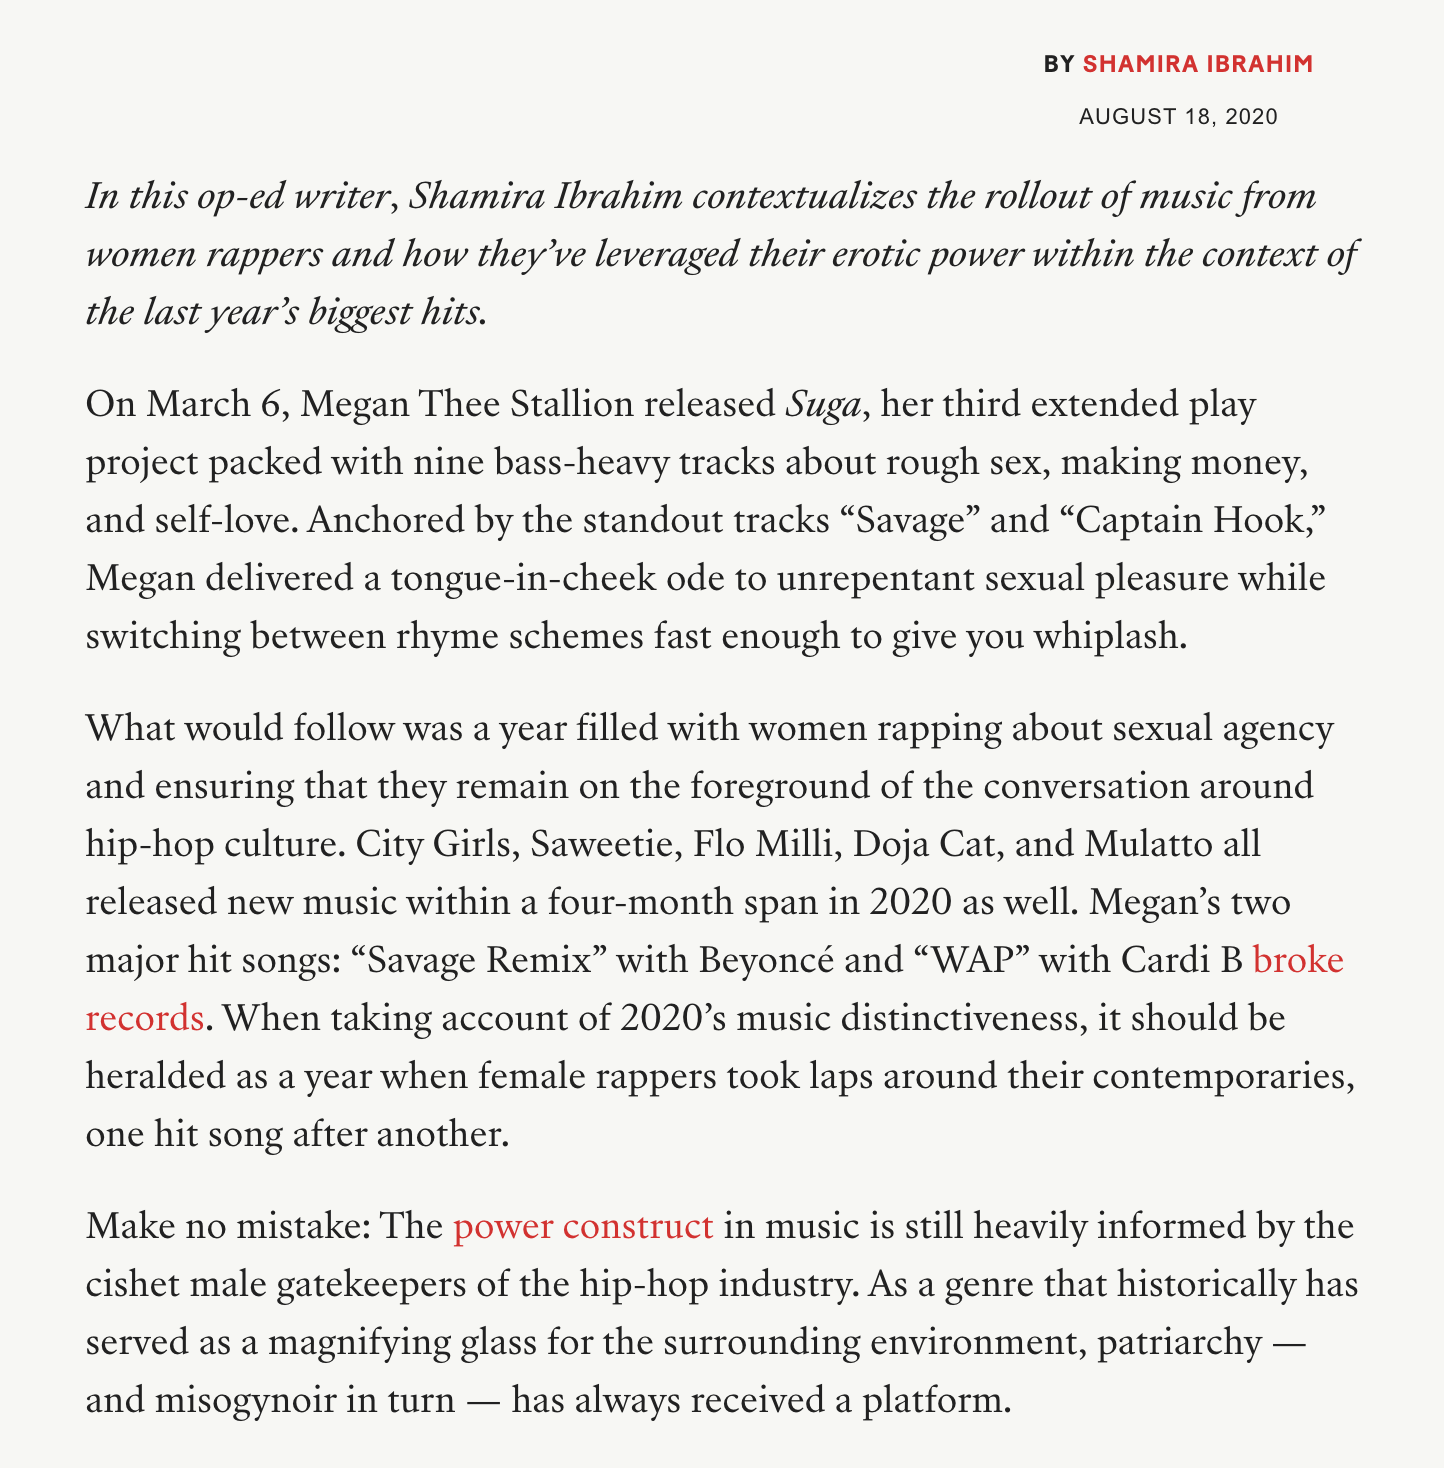 BY SHAMIRA IBRAHIM
AUGUST 18, 2020
In this op-ed writer, Shamira Ibrahim contextualizes the rollout of music from
women rappers and how they’ve leveraged their erotic power within the context of
the last year’s biggest hits.
On March 6, Megan Thee Stallion released Suga, her third extended play
project packed with nine bass-heavy tracks about rough sex, making money,
and self-love. Anchored by the standout tracks “Savage” and “Captain Hook,”
Megan delivered a tongue-in-cheek ode to unrepentant sexual pleasure while
switching between rhyme schemes fast enough to give you whiplash.
What would follow was a year filled with women rapping about sexual agency
and ensuring that they remain on the foreground of the conversation around
hip-hop culture. City Girls, Saweetie, Flo Milli, Doja Cat, and Mulatto all
released new music within a four-month span in 2020 as well. Megan’s two
major hit songs: “Savage Remix” with Beyoncé and “WAP” with Cardi B broke
records. When taking account of 2020’s music distinctiveness, it should be
heralded as a year when female rappers took laps around their contemporaries,
one hit song after another.
Make no mistake: The power construct in music is still heavily informed by the
cishet male gatekeepers of the hip-hop industry. As a genre that historically has
served as a magnifying glass for the surrounding environment, patriarchy —
and misogynoir in turn — has always received a platform.